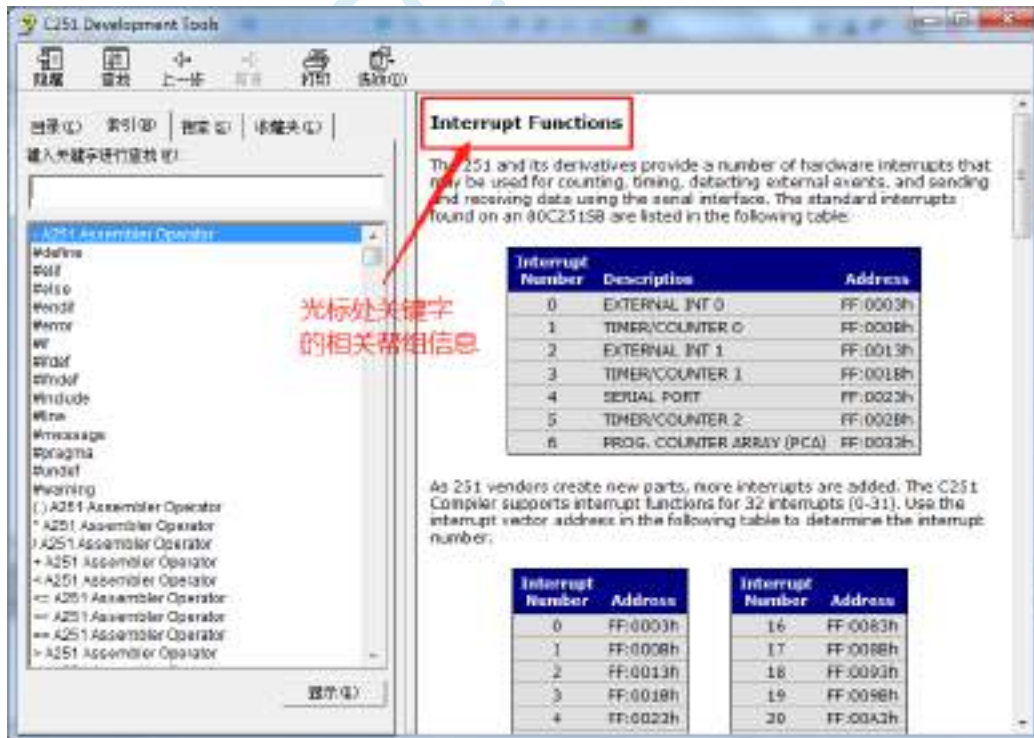 C251 Development Tools
隐藏
查找
上一步
前进
打印
选项(O)
目录(C)
索引(N)
搜索(S)
收藏夹(I)
键入关键字进行查找(W):
- A251 Assembler Operator
#define
#elif
#else
#endif
#error
#if
#ifdef
#ifndef
#include
#line
#message
#pragma
#undef
#warning
( ) A251 Assembler Operator
* A251 Assembler Operator
/ A251 Assembler Operator
+ A251 Assembler Operator
< A251 Assembler Operator
<= A251 Assembler Operator
A251 Assembler Operator
== A251 Assembler Operator
> A251 Assembler Operator
显示(D)
光标处关键字
的相关帮组信息
Interrupt Functions
The 251 and its derivatives provide a number of hardware interrupts that
may be used for counting, timing, detecting external events, and sending
and receiving data using the serial interface. The standard interrupts
found on an 80C251SB are listed in the following table:
Interrupt
Number Description Address
0 EXTERNAL INT 0 FF:0003h
1 TIMER/COUNTER 0 FF:000Bh
2 EXTERNAL INT 1 FF:0013h
3 TIMER/COUNTER 1 FF:001Bh
4 SERIAL PORT FF:0023h
5 TIMER/COUNTER 2 FF:002Bh
6 PROG. COUNTER ARRAY (PCA) FF:0033h
As 251 vendors create new parts, more interrupts are added. The C251
Compiler supports interrupt functions for 32 interrupts (0-31). Use the
interrupt vector address in the following table to determine the interrupt
number.
Interrupt
Number Address
0 FF:0003h
1 FF:000Bh
2 FF:0013h
3 FF:001Bh
4 FF:0023h
Interrupt
Number Address
16 FF:0083h
17 FF:008Bh
18 FF:0093h
19 FF:009Bh
20 FF:00A3h